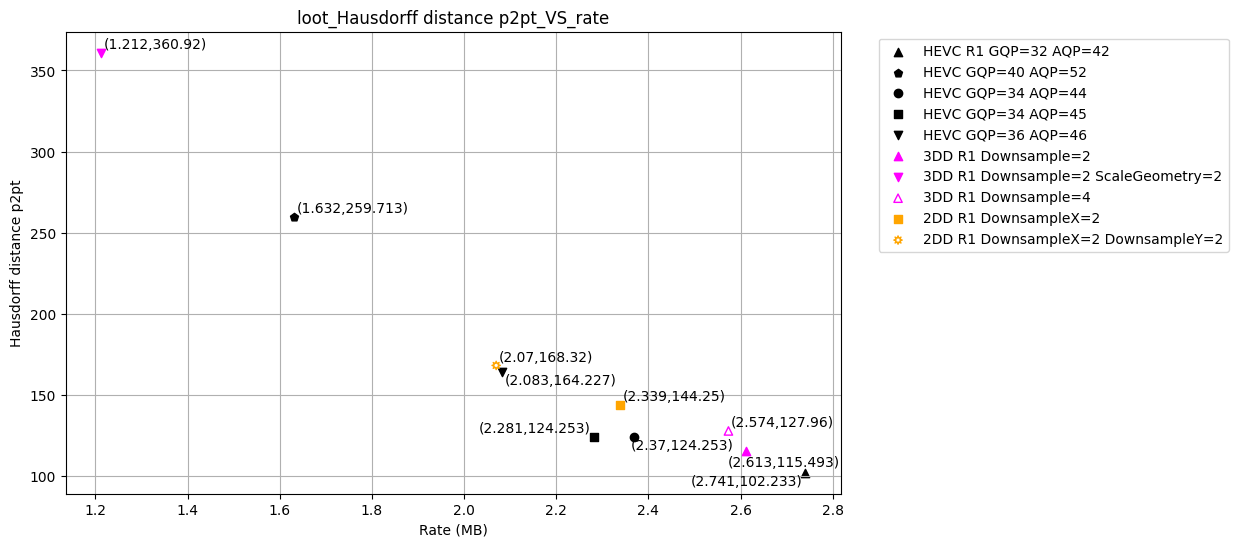 loot_Hausdorff distance p2pt_VS_rate
Hausdorff distance p2pt
350
300
250
200
150
100
(1.212,360.92)
(1.632,259.713)
(2.07,168.32)
(2.083,164.227)
(2.339,144.25)
(2.281,124.253)
(2.37,124.253)
(2.574,127.96)
(2.613,115.493)
(2.741,102.233)
1.2 1.4 1.6 1.8 2.0 2.2 2.4 2.6 2.8
Rate (MB)
HEVC R1 GQP=32 AQP=42
HEVC GQP=40 AQP=52
HEVC GQP=34 AQP=44
HEVC GQP=34 AQP=45
HEVC GQP=36 AQP=46
3DD R1 Downsample=2
3DD R1 Downsample=2 ScaleGeometry=2
3DD R1 Downsample=4
2DD R1 DownsampleX=2
2DD R1 DownsampleX=2 DownsampleY=2